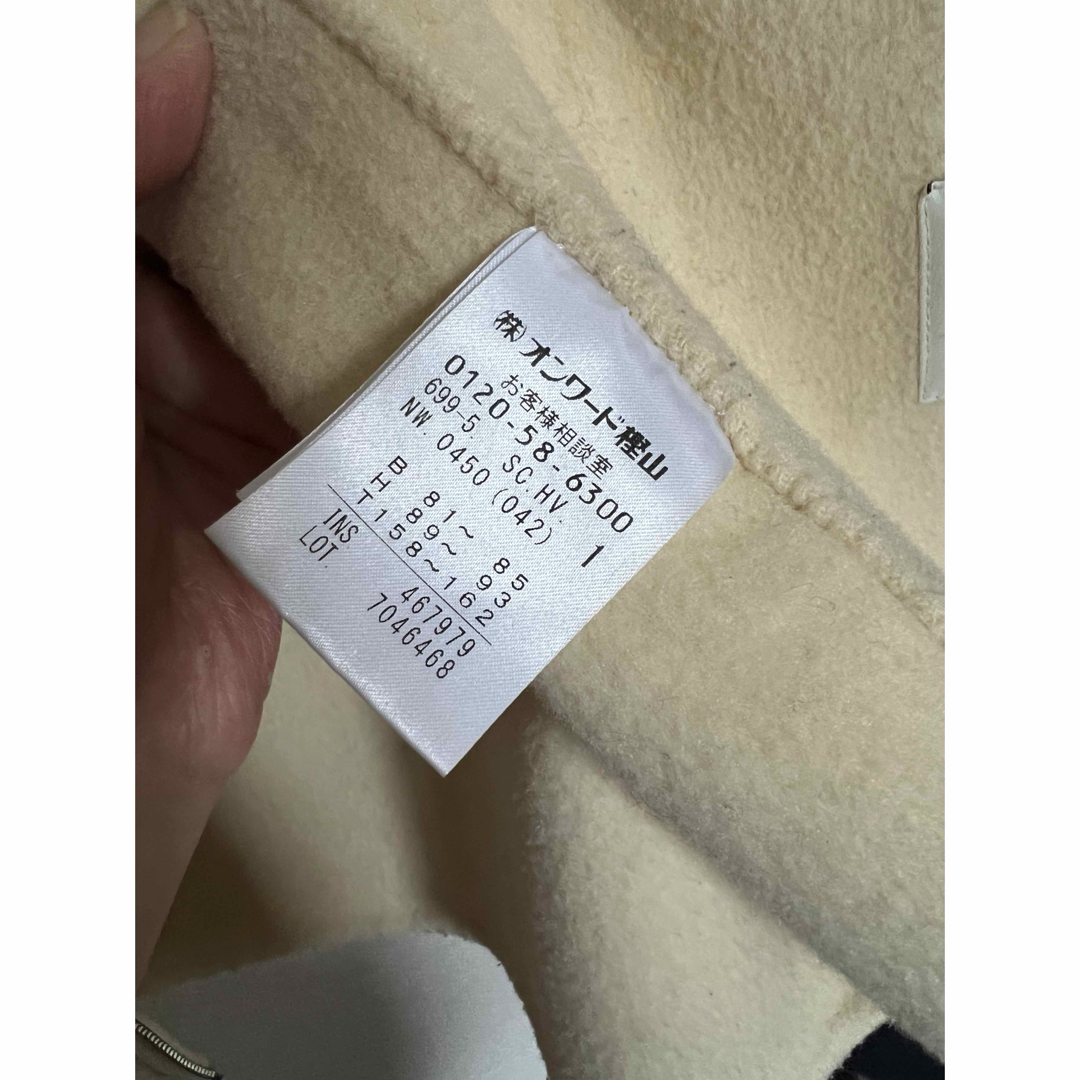 ㈱オンワード樫山
お客様相談室
0120-58-6300
699-5. SC.HV. 1
NW. 0450 (042)
B 81~ 85
H 89~ 93
T158~162
INS 467979
LOT. 7046468